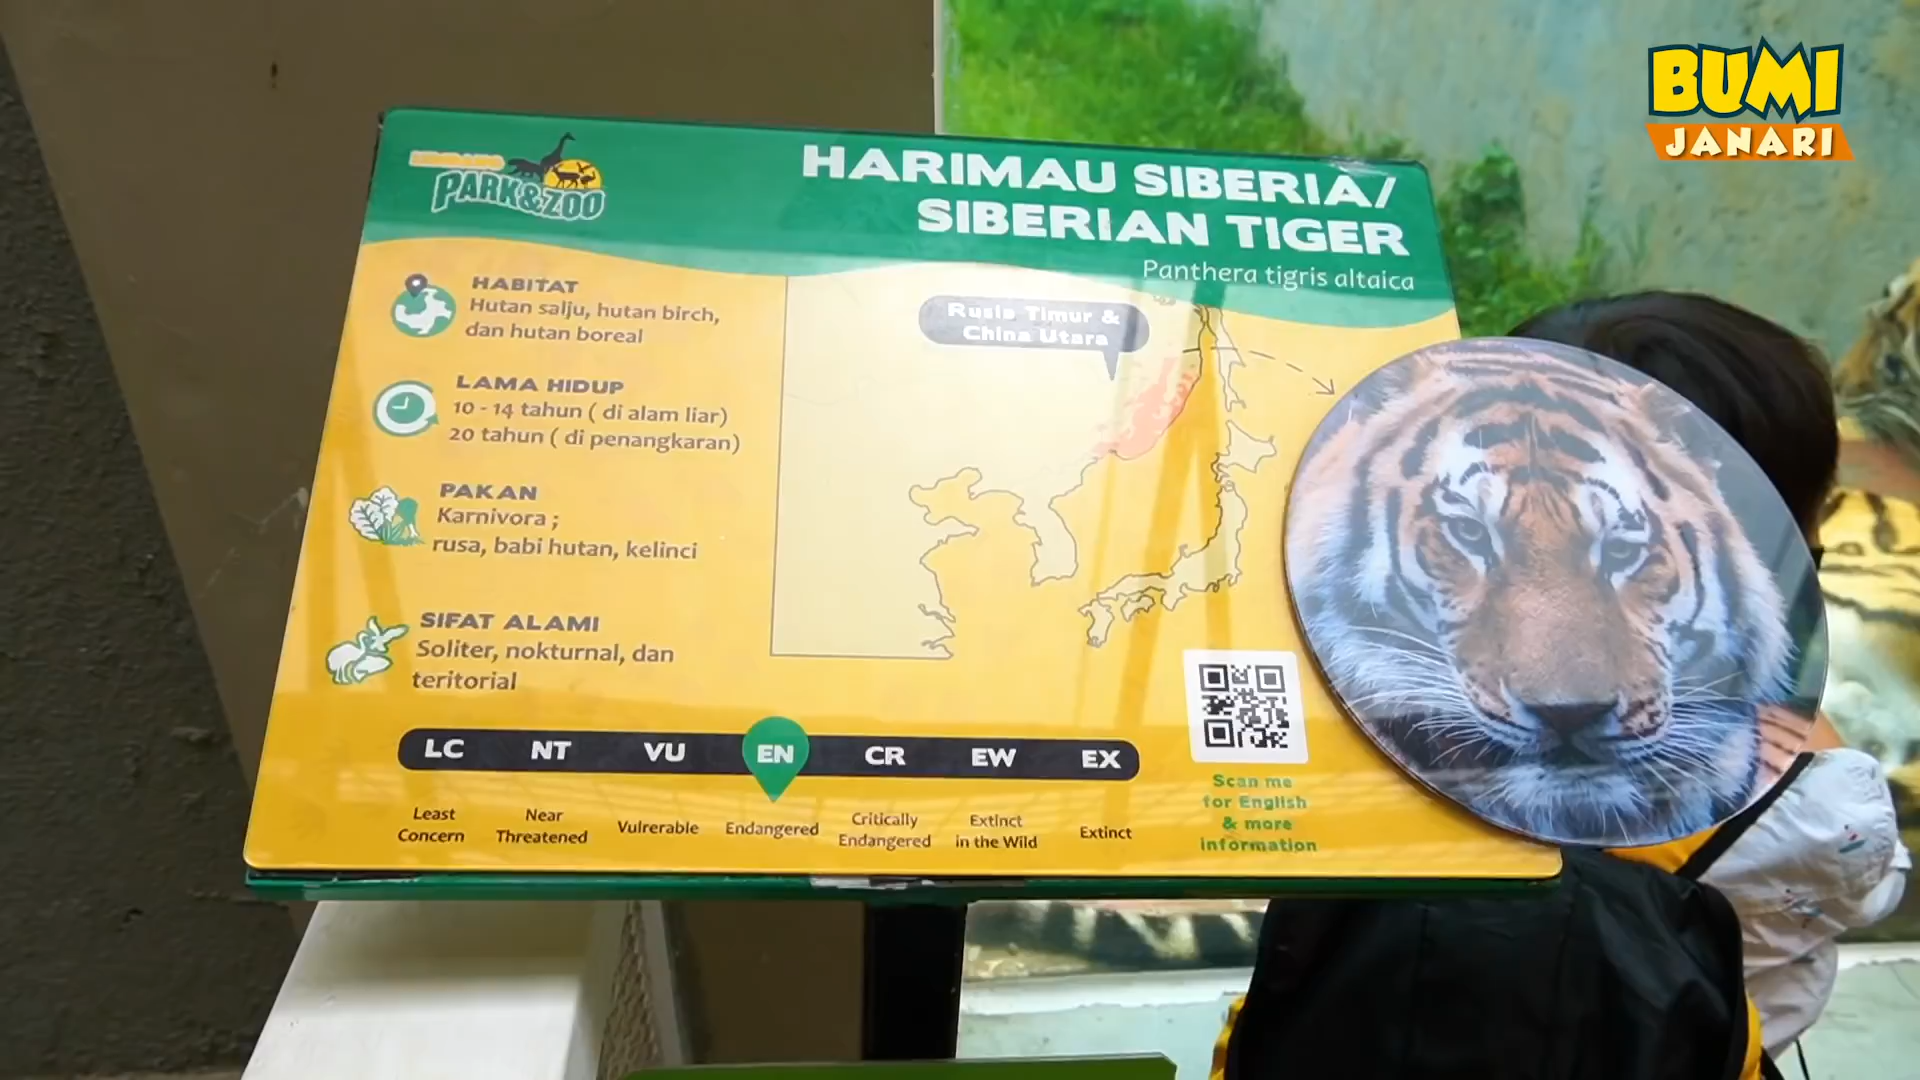 BUMI
JANARI
PARK&ZOO
HARIMAU SIBERIA/
SIBERIAN TIGER
Panthera tigris altaica
HABITAT
Hutan salju, hutan birch,
dan hutan boreal
LAMA HIDUP
10 - 14 tahun ( di alam liar)
20 tahun ( di penangkaran)
PAKAN
Karnivora ;
rusa, babi hutan, kelinci
SIFAT ALAMI
Soliter, nokturnal, dan
teritorial
Rusia Timur &
China Utara
LC NT VU EN CR EW EX
Least Concern
Near Threatened
Vulrerable
Endangered
Critically Endangered
Extinct in the Wild
Extinct
Scan me
for English
& more
information